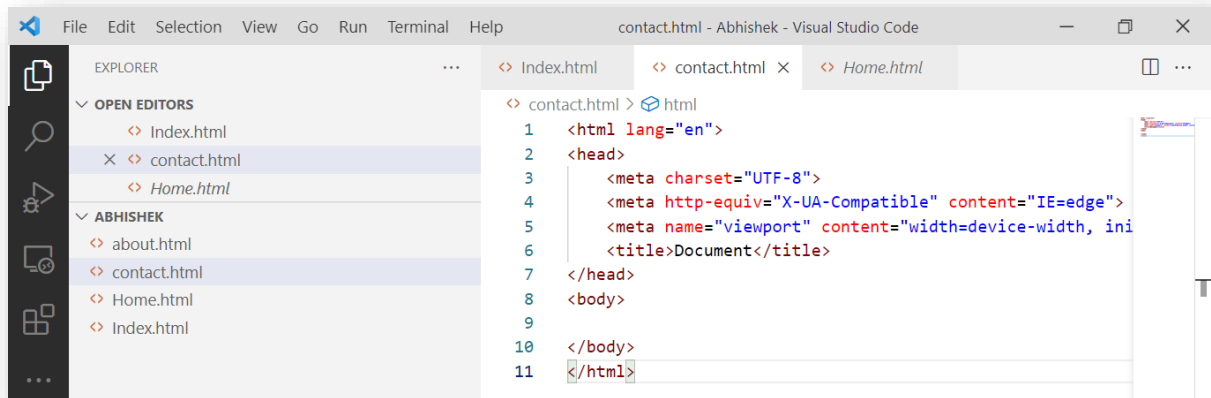 File Edit Selection View Go Run Terminal Help contact.html - Abhishek - Visual Studio Code
EXPLORER
OPEN EDITORS
Index.html
contact.html
Home.html
ABHISHEK
about.html
contact.html
Home.html
Index.html
Index.html contact.html Home.html
contact.html > html
1 <html lang="en">
2 <head>
3 <meta charset="UTF-8">
4 <meta http-equiv="X-UA-Compatible" content="IE=edge">
5 <meta name="viewport" content="width=device-width, ini
6 <title>Document</title>
7 </head>
8 <body>
9
10 </body>
11 </html>